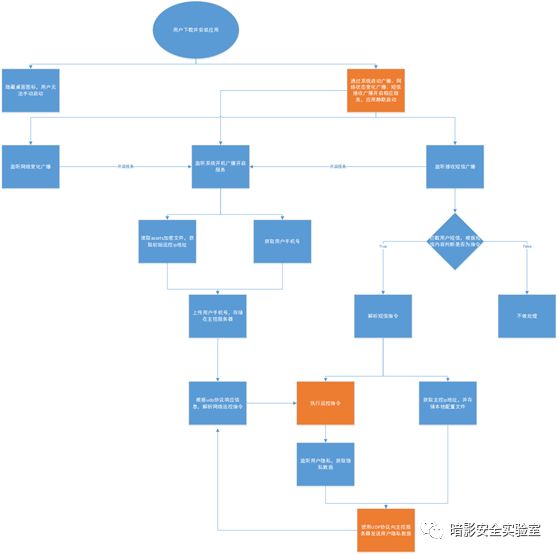 用户下载并安装应用
隐藏桌面图标，用户无
法手动启动
通过系统启动广播、网
络状态变化广播、短信
接收广播开启相应服
务，应用静默启动
监听网络变化广播
开启服务
监听系统开机广播开启
服务
开启服务
监听接收短信广播
读取assets加密文件，获
取初始远控ip地址
获取用户手机号
拦截用户短信，根据短
信内容判断是否为指令
True
False
上传用户手机号，存储
在主控服务器
解析短信指令
不做处理
根据udp协议响应信
息，解析网络远控指令
执行远控指令
获取主控ip地址，并存
储本地配置文件
监听用户隐私，获取隐
私数据
使用UDP协议向主控服
务器发送用户隐私数据
暗影安全实验室